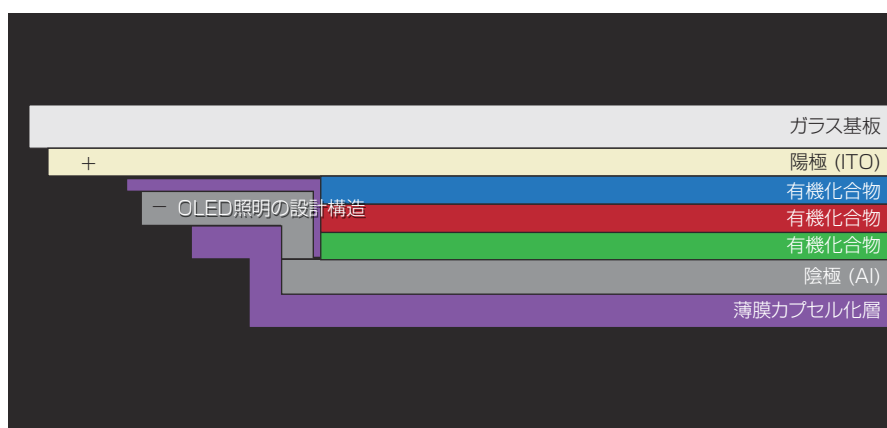 ガラス基板
+ 陽極 (ITO)
有機化合物
− OLED照明の設計構造
有機化合物
有機化合物
陰極 (Al)
薄膜カプセル化層